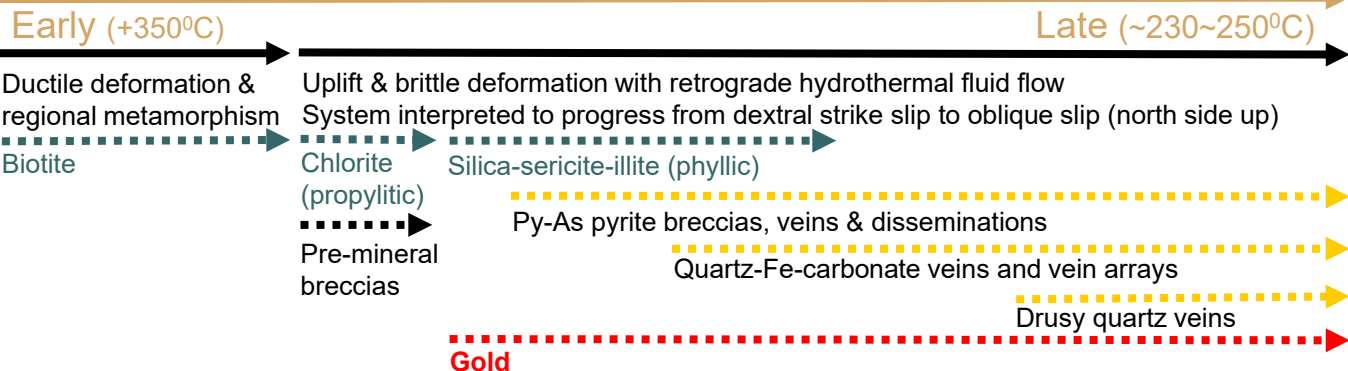 Early (+350⁰C)
Late (~230~250⁰C)
Ductile deformation &
regional metamorphism
Uplift & brittle deformation with retrograde hydrothermal fluid flow
System interpreted to progress from dextral strike slip to oblique slip (north side up)
Biotite
Chlorite
(propylitic)
Silica-sericite-illite (phyllic)
Pre-mineral
breccias
Py-As pyrite breccias, veins & disseminations
Quartz-Fe-carbonate veins and vein arrays
Drusy quartz veins
Gold